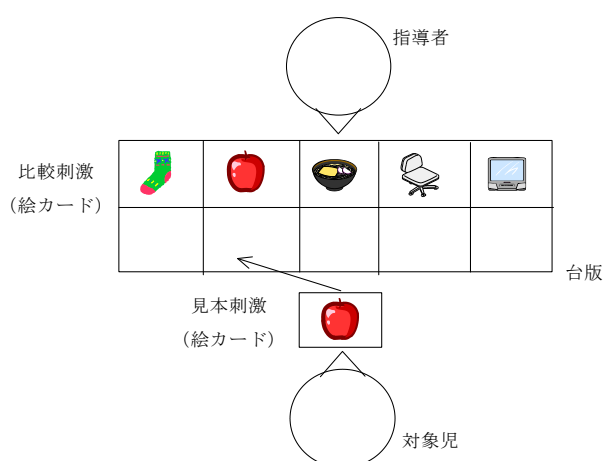 指導者
比較刺激
(絵カード)
台版
見本刺激
(絵カード)
対象児